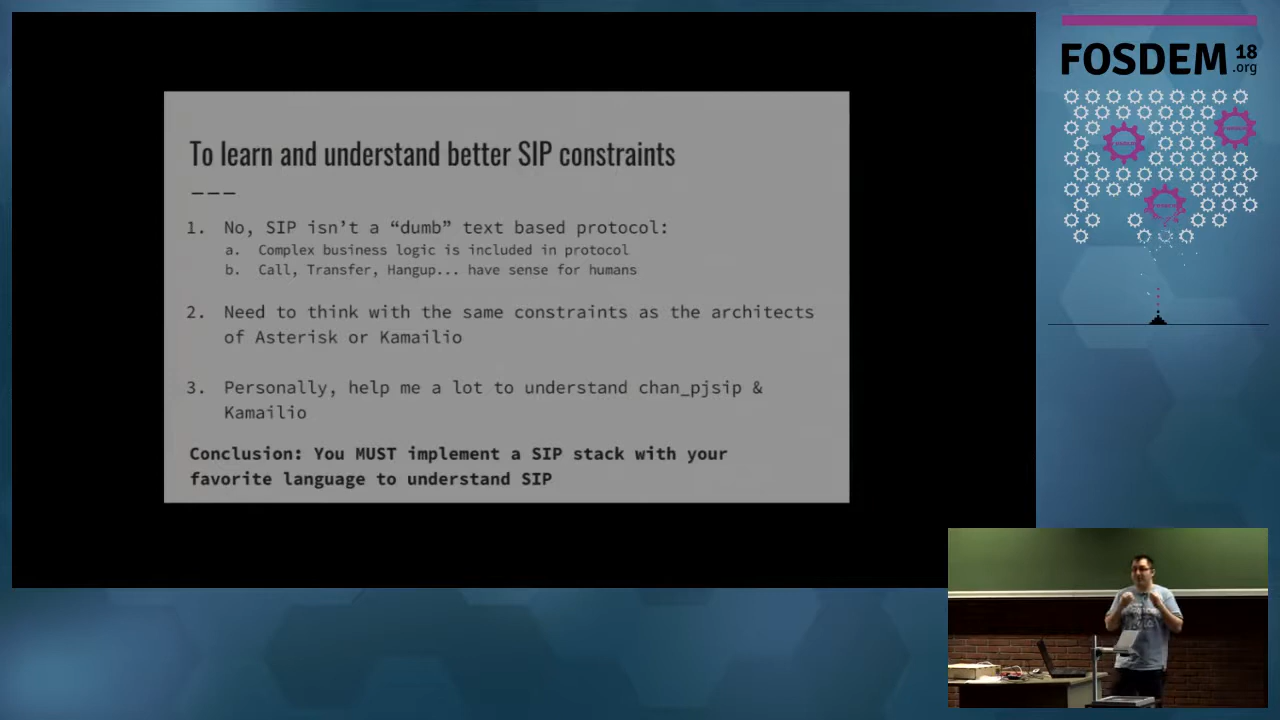 To learn and understand better SIP constraints
1. No, SIP isn't a “dumb” text based protocol:
a. Complex business logic is included in protocol
b. Call, Transfer, Hangup... have sense for humans
2. Need to think with the same constraints as the architects
of Asterisk or Kamailio
3. Personally, help me a lot to understand chan_pjsip &
Kamailio
Conclusion: You MUST implement a SIP stack with your
favorite language to understand SIP
FOSDEM 18
.org